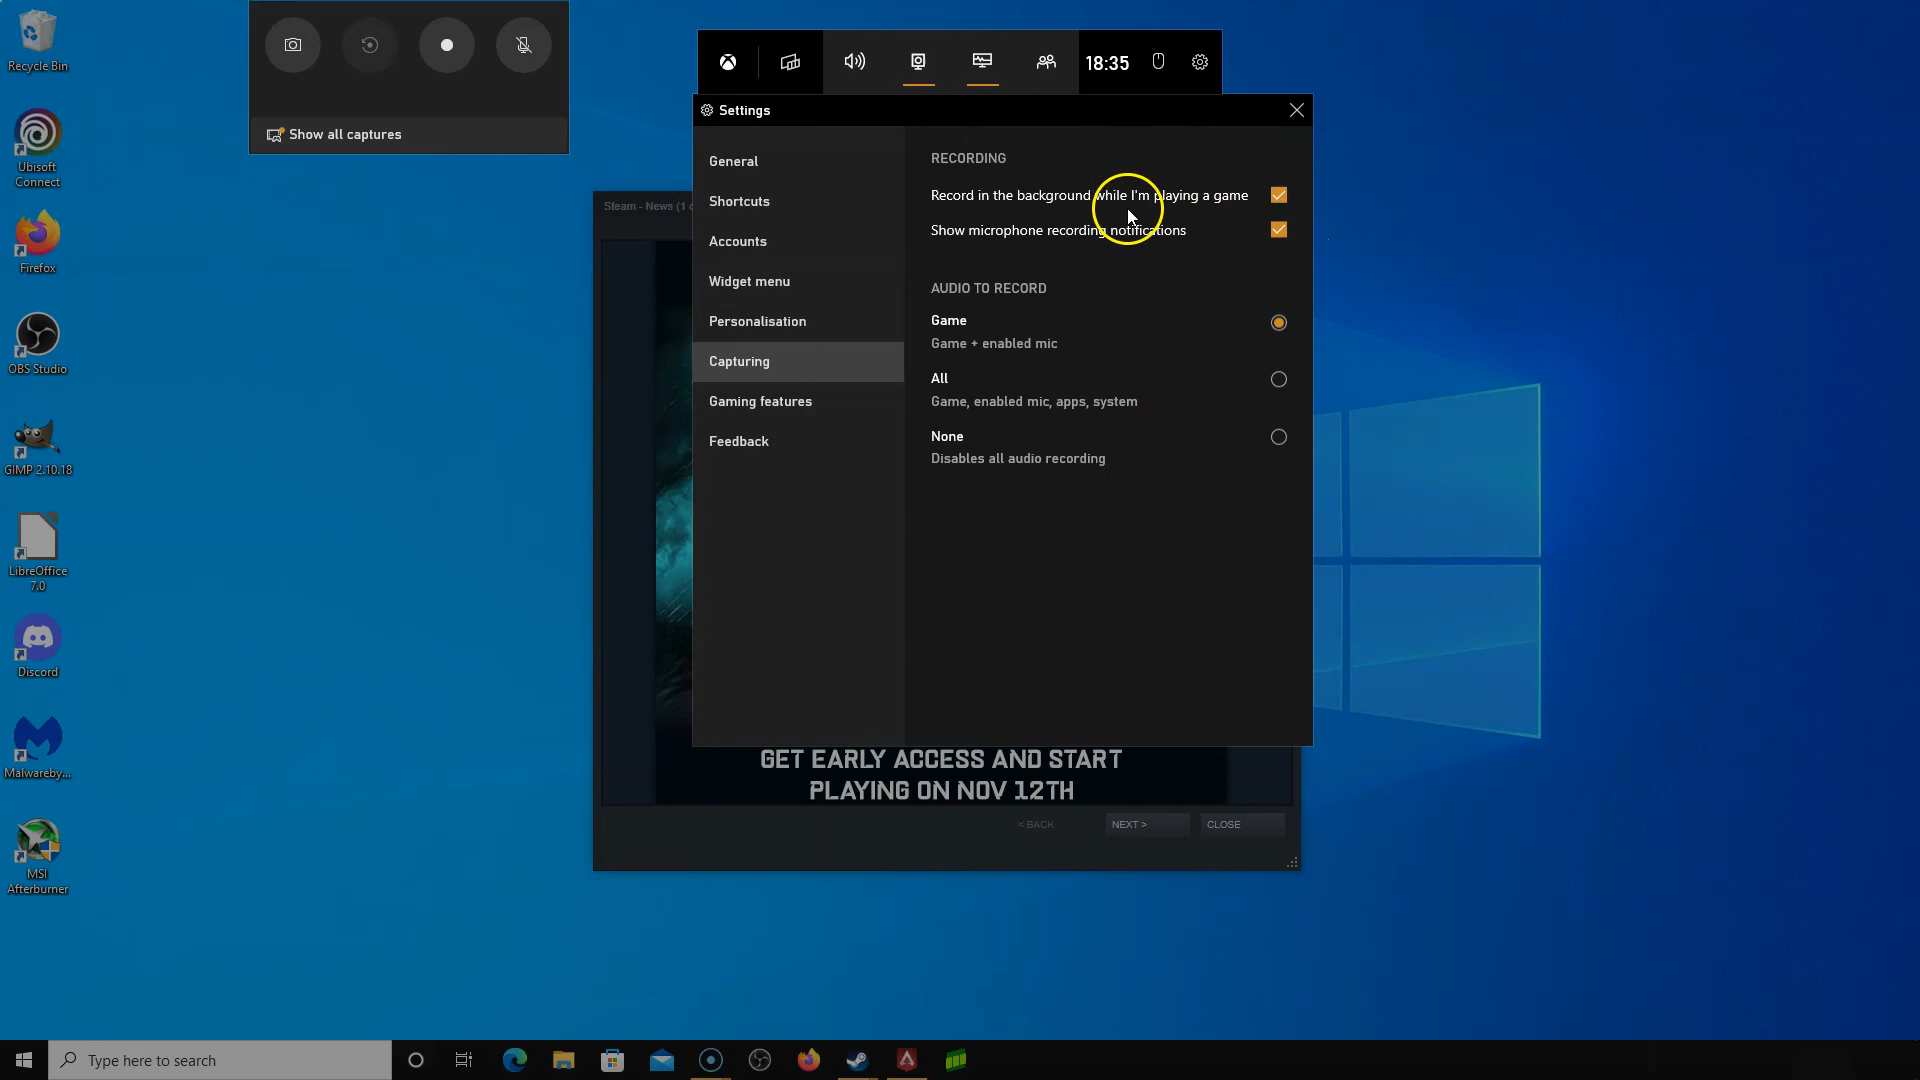 Recycle Bin
Ubisoft
Connect
Firefox
OBS Studio
GIMP 2.10.18
LibreOffice
7.0
Discord
Malwareby...
MSI
Afterburner
Show all captures
18:35
Settings
General
Shortcuts
Accounts
Widget menu
Personalisation
Capturing
Gaming features
Feedback
RECORDING
Record in the background while I'm playing a game
Show microphone recording notifications
AUDIO TO RECORD
Game
Game + enabled mic
All
Game, enabled mic, apps, system
None
Disables all audio recording
Steam - News (1 o
GET EARLY ACCESS AND START
PLAYING ON NOV 12TH
< BACK
NEXT >
CLOSE
Type here to search